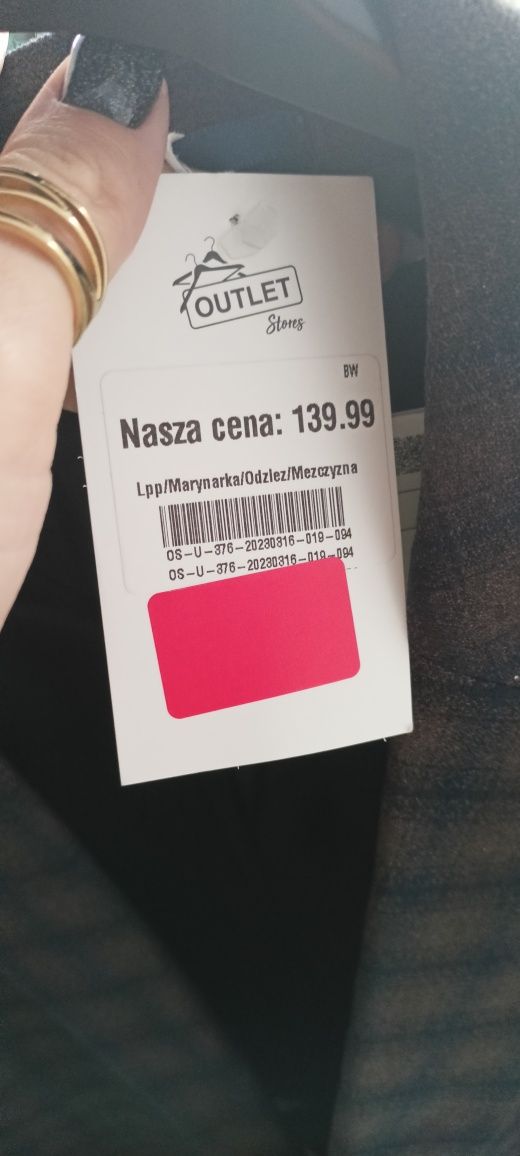 OUTLET
Stores
BW
Nasza cena: 139.99
Lpp/Marynarka/Odzlez/Mezczyzna
OS-U-376-20230316-019-094
OS-U-376-20230316-019-094